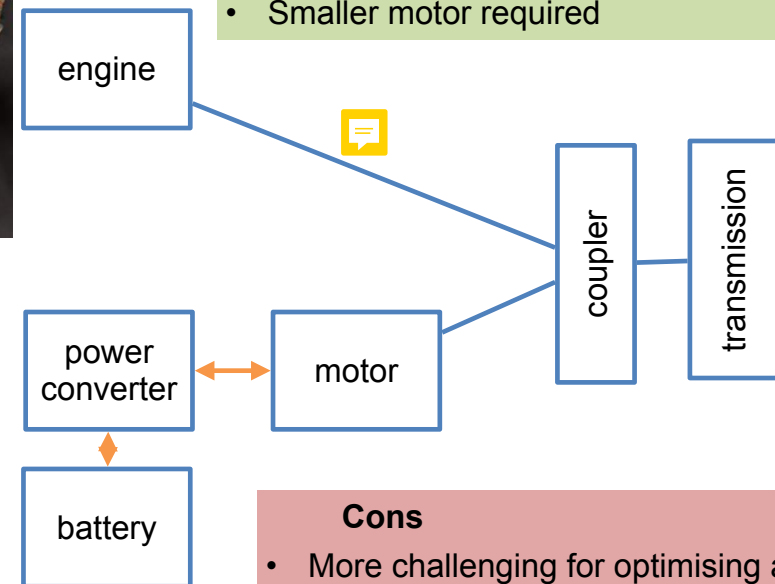 • Smaller motor required
engine
coupler
transmission
power
converter
motor
battery
Cons
• More challenging for optimising